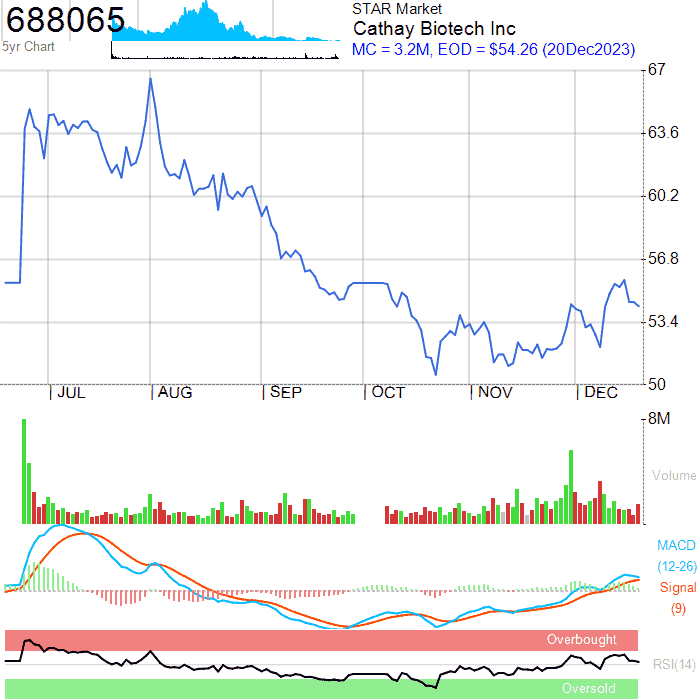 688065
5yr Chart
STAR Market
Cathay Biotech Inc
MC = 3.2M, EOD = $54.26 (20Dec2023)
67
63.6
60.2
56.8
53.4
50
JUL
AUG
SEP
OCT
NOV
DEC
8M
Volume
MACD
(12-26)
Signal
(9)
Overbought
RSI(14)
Oversold